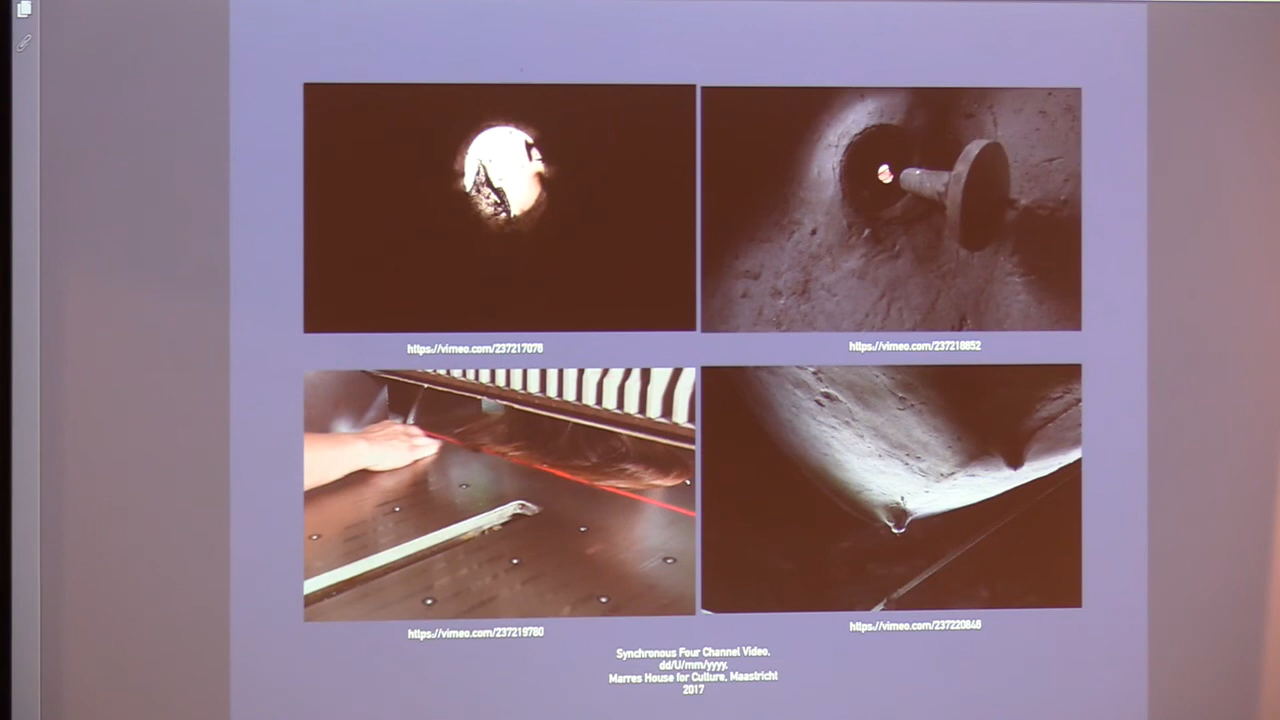 https://vimeo.com/237217078
https://vimeo.com/237218852
https://vimeo.com/237219780
https://vimeo.com/237220848
Synchronous Four Channel Video,
dd/U/mm/yyyy,
Marres House for Culture, Maastricht
2017